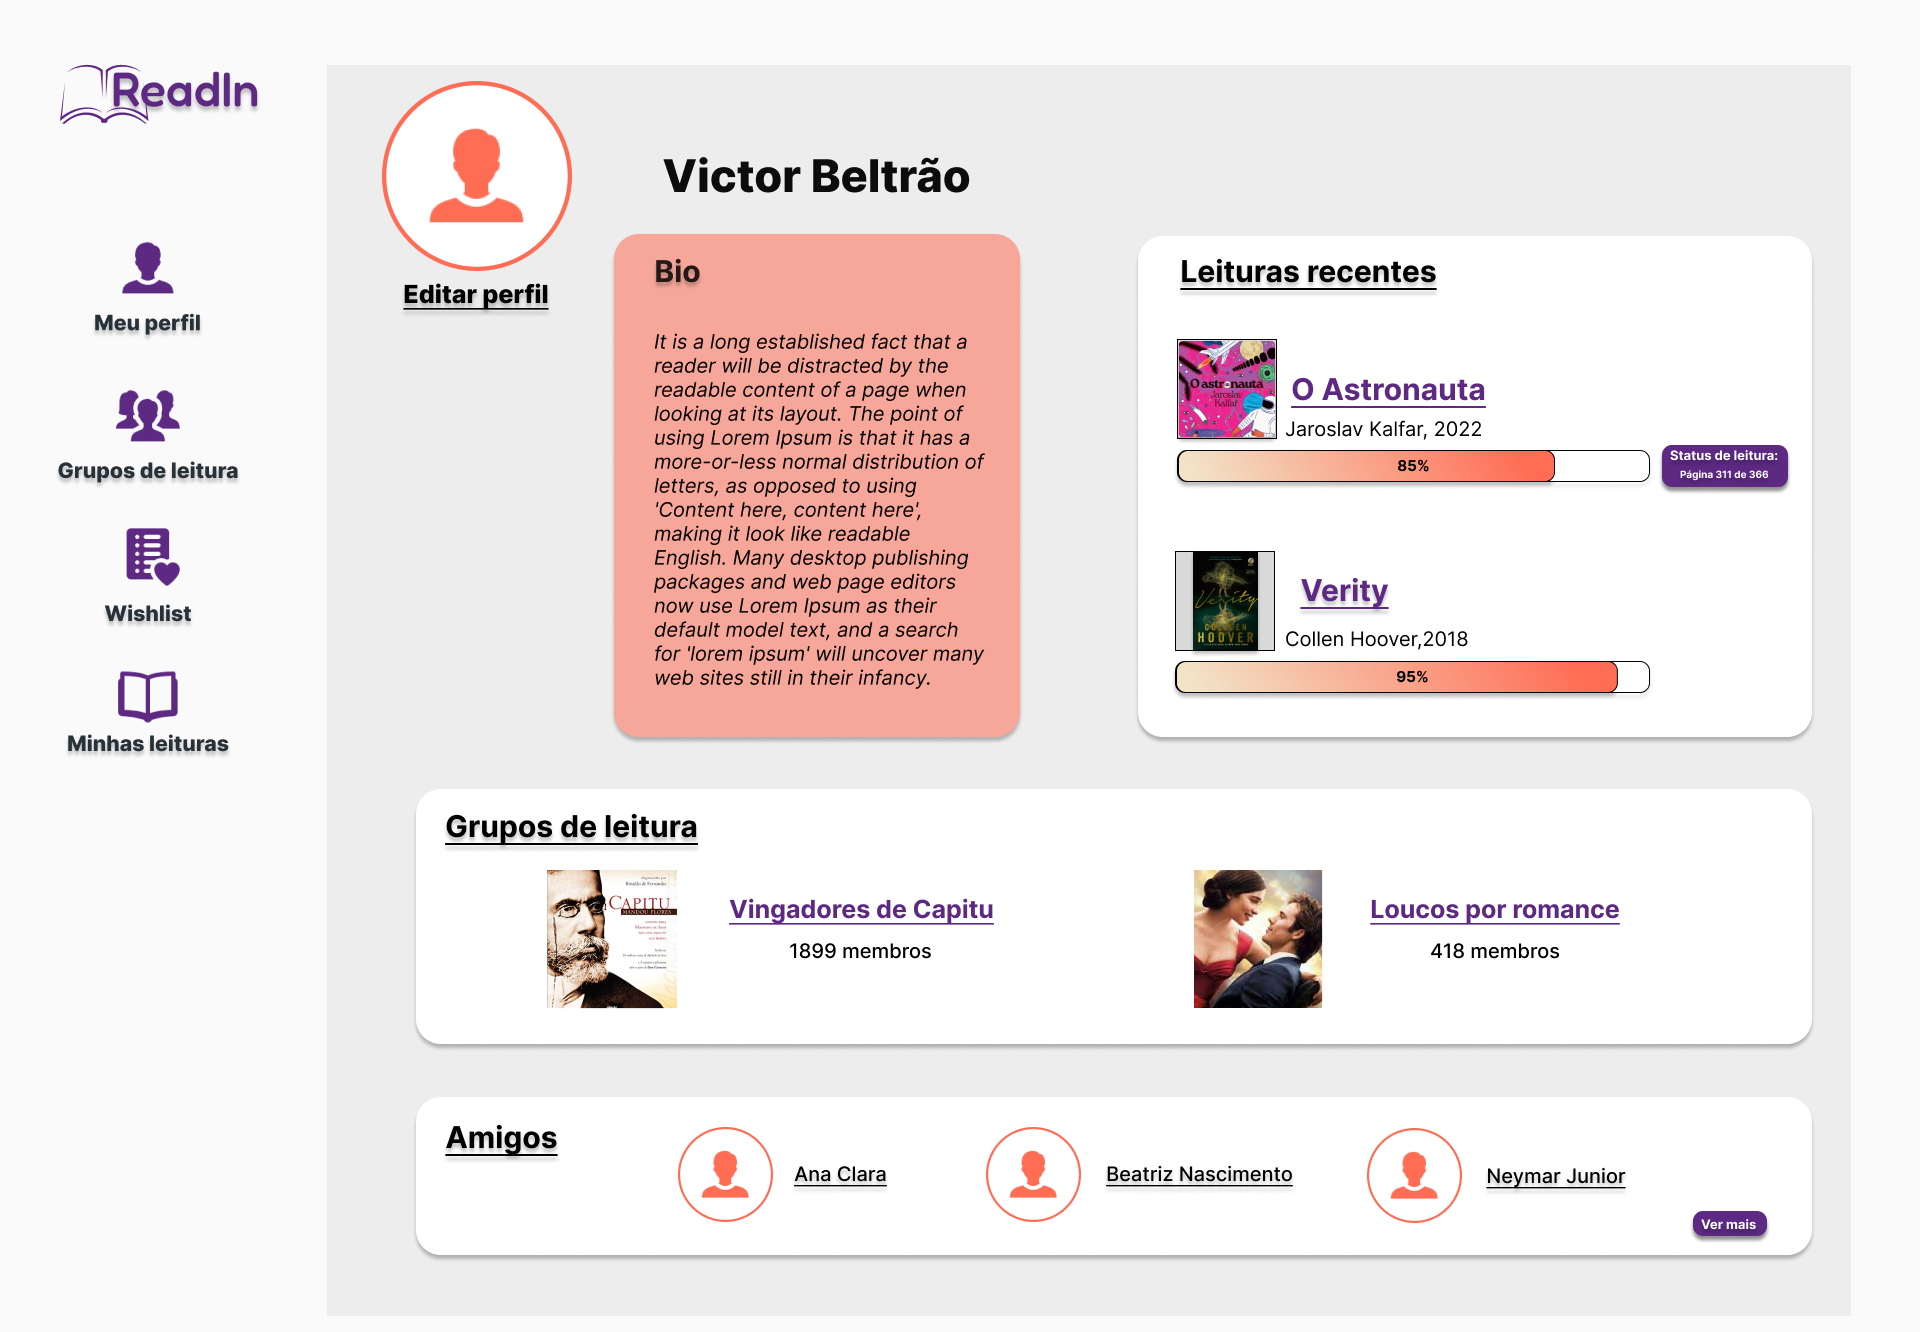 ReadIn
Meu perfil
Grupos de leitura
Wishlist
Minhas leituras
Victor Beltrão
Editar perfil
Bio
It is a long established fact that a
reader will be distracted by the
readable content of a page when
looking at its layout. The point of
using Lorem Ipsum is that it has a
more-or-less normal distribution of
letters, as opposed to using
'Content here, content here',
making it look like readable
English. Many desktop publishing
packages and web page editors
now use Lorem Ipsum as their
default model text, and a search
for 'lorem ipsum' will uncover many
web sites still in their infancy.
Leituras recentes
O astronauta
Jaroslav
Kalfař
O Astronauta
Jaroslav Kalfar, 2022
85%
Status de leitura:
Página 311 de 366
Verity
COLLEEN
HOOVER
Verity
Collen Hoover,2018
95%
Grupos de leitura
Rinaldo de Fernandes
CAPITU
MANDOU FLORES
Vingadores de Capitu
1899 membros
Loucos por romance
418 membros
Amigos
Ana Clara
Beatriz Nascimento
Neymar Junior
Ver mais